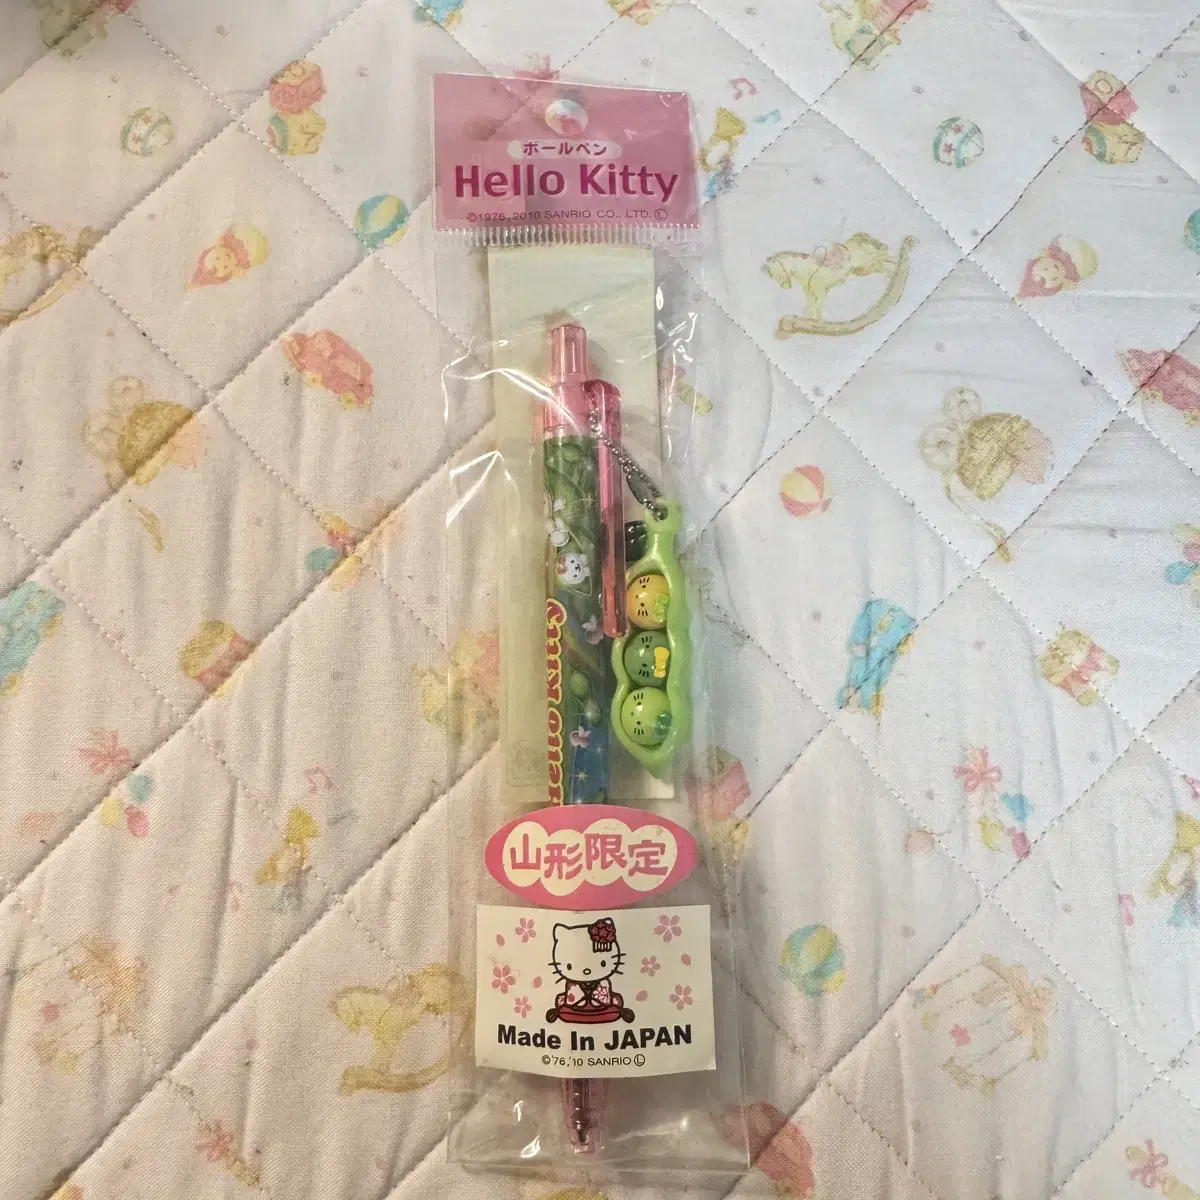 ボールペン
Hello Kitty
©1976, 2010 SANRIO CO., LTD. Ⓛ
Hello Kitty
山形限定
Made In JAPAN
©'76,'10 SANRIO Ⓛ